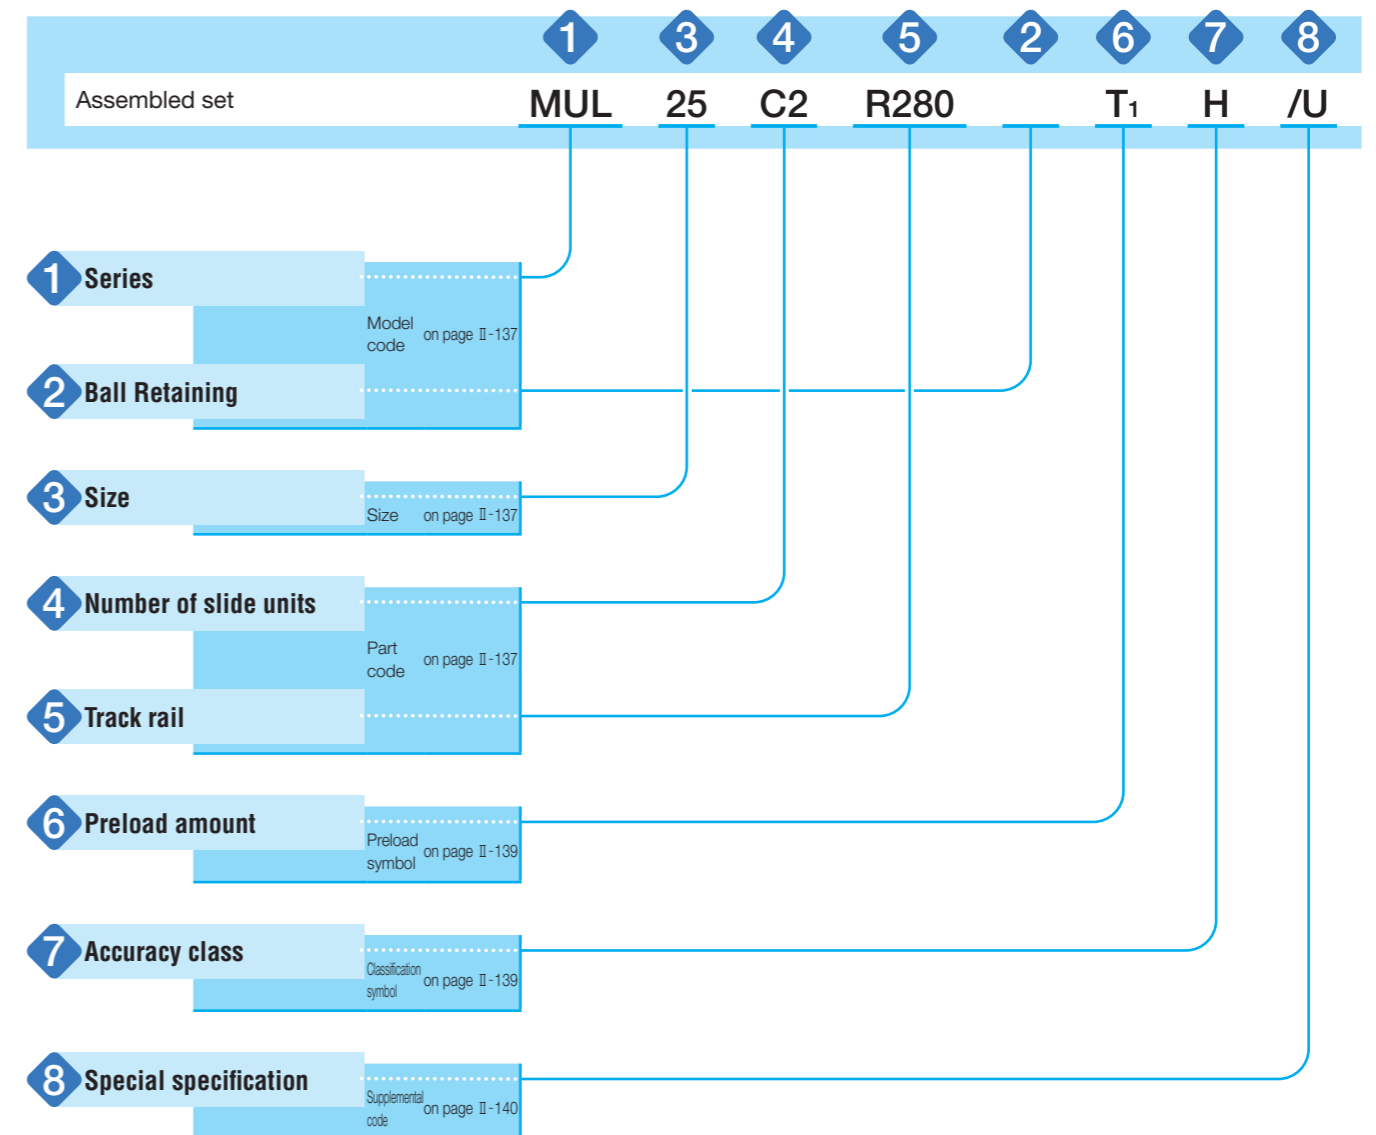 1 3 4 5 2 6 7 8
Assembled set MUL 25 C2 R280 T1 H /U
1 Series
Model code on page Ⅱ-137
2 Ball Retaining
3 Size
Size on page Ⅱ-137
4 Number of slide units
Part code on page Ⅱ-137
5 Track rail
6 Preload amount
Preload symbol on page Ⅱ-139
7 Accuracy class
Classification symbol on page Ⅱ-139
8 Special specification
Supplemental code on page Ⅱ-140